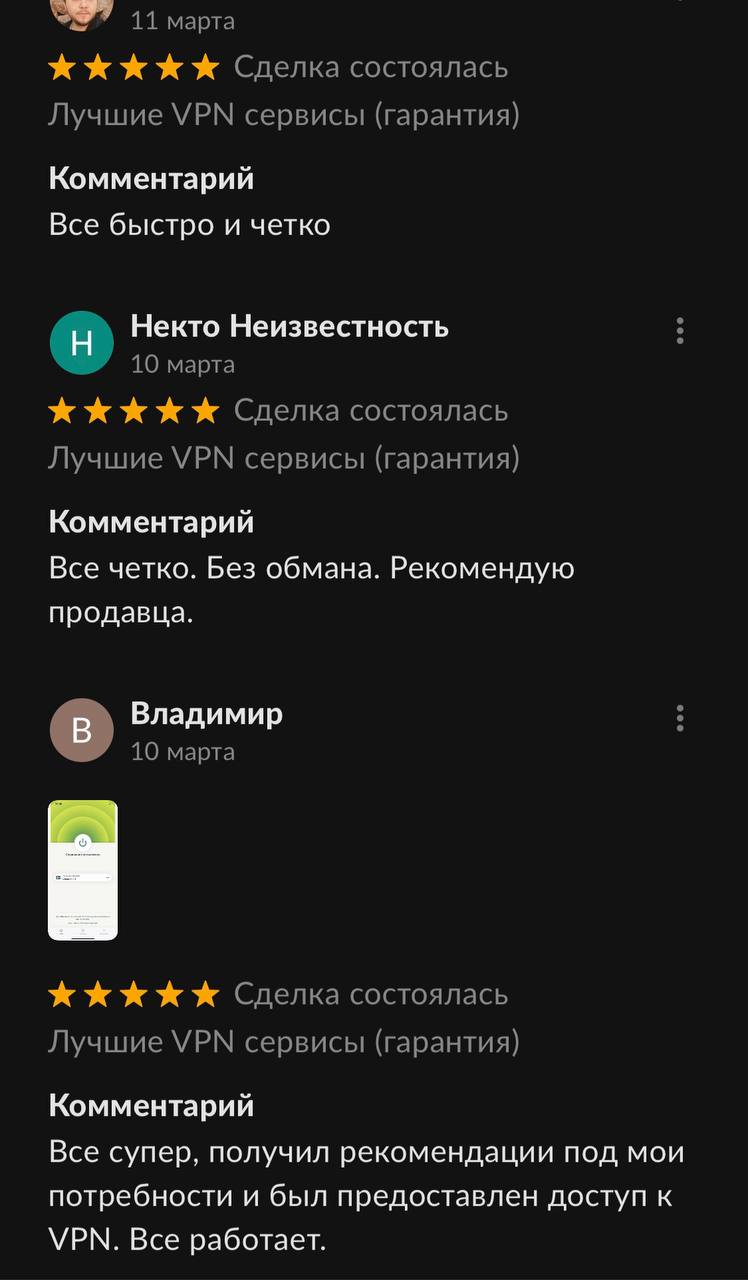 11 марта
Сделка состоялась
Лучшие VPN сервисы (гарантия)
Комментарий
Все быстро и четко
Н
Некто Неизвестность
10 марта
Сделка состоялась
Лучшие VPN сервисы (гарантия)
Комментарий
Все четко. Без обмана. Рекомендую
продавца.
В
Владимир
10 марта
Сделка состоялась
Лучшие VPN сервисы (гарантия)
Комментарий
Все супер, получил рекомендации под мои
потребности и был предоставлен доступ к
VPN. Все работает.